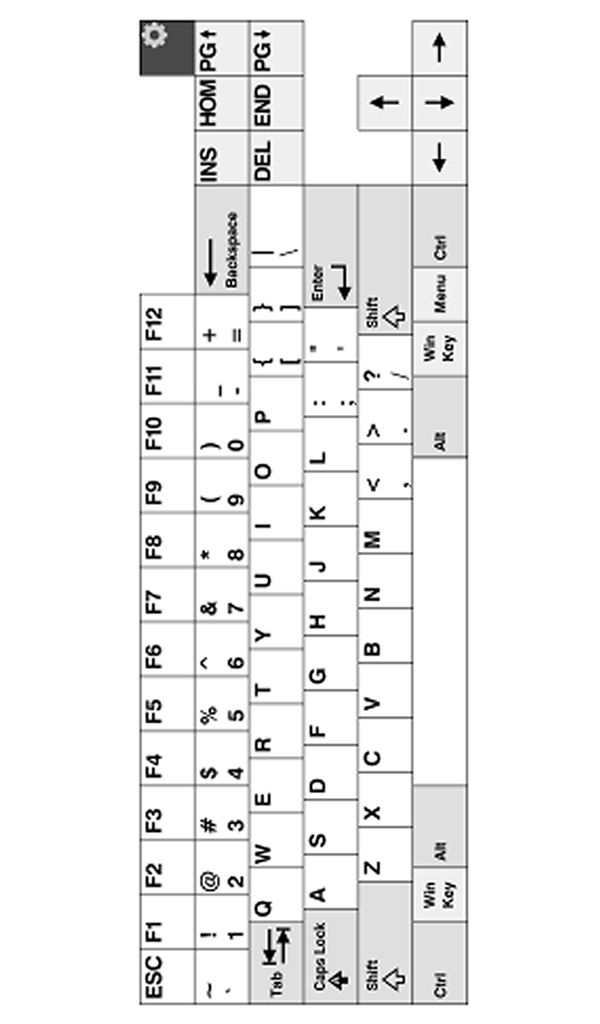 ESC F1 F2 F3 F4 F5 F6 F7 F8 F9 F10 F11 F12
~ ! @ # $ % ^ & * ( ) _ + Backspace INS HOM PG↑
` 1 2 3 4 5 6 7 8 9 0 - =
Tab Q W E R T Y U I O P { } | DEL END PG↓
[ ] \
Caps Lock A S D F G H J K L : " Enter
; '
Shift Z X C V B N M < > ? Shift
, . /
Ctrl Win Key Alt Alt Win Key Menu Ctrl